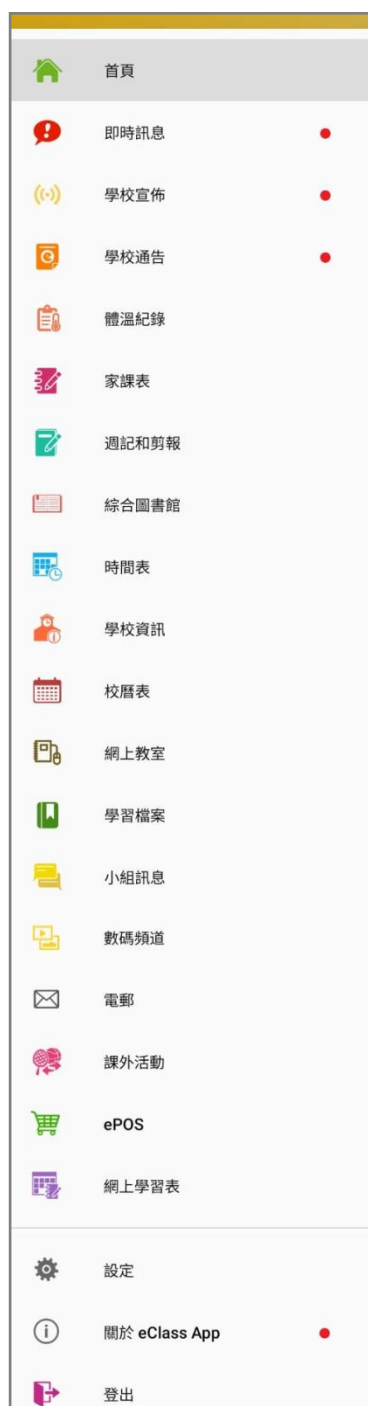 首頁
即時訊息
學校宣佈
學校通告
體溫紀錄
家課表
週記和剪報
綜合圖書館
時間表
學校資訊
校曆表
網上教室
學習檔案
小組訊息
數碼頻道
電郵
課外活動
ePOS
網上學習表
設定
關於 eClass App
登出